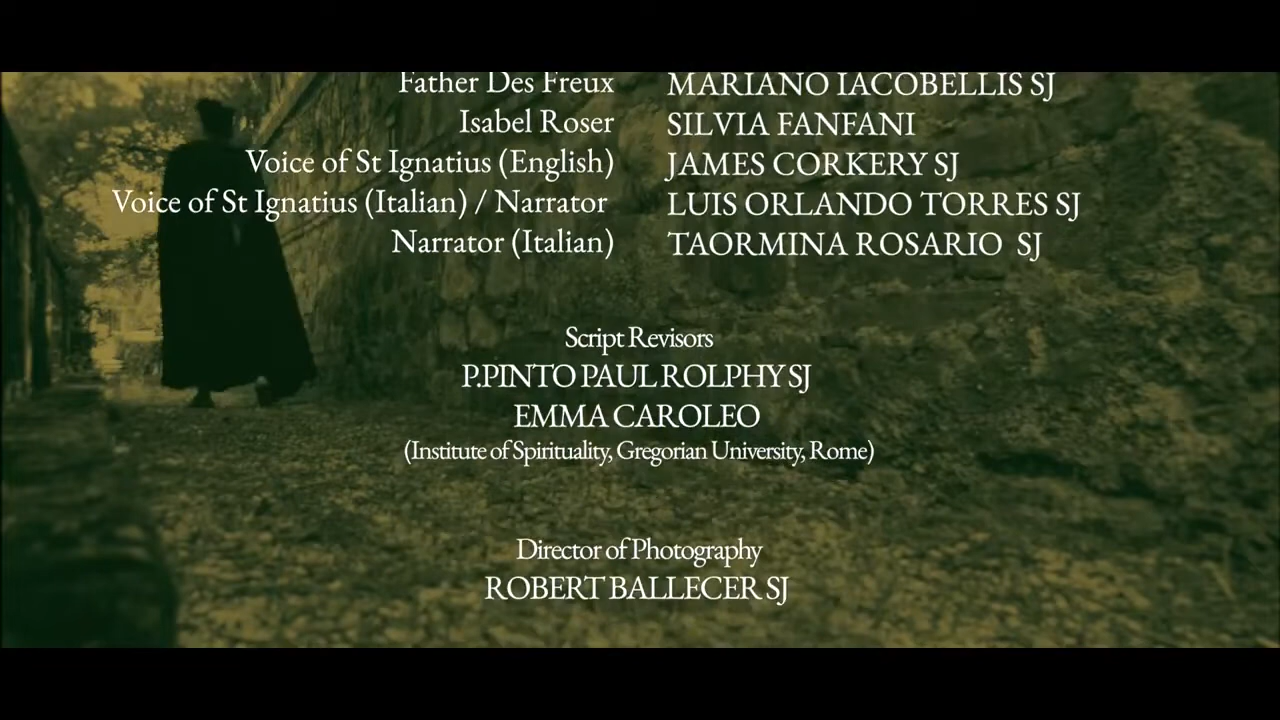 Father Des Freux MARIANO IACOBELLIS SJ
Isabel Roser SILVIA FANFANI
Voice of St Ignatius (English) JAMES CORKERY SJ
Voice of St Ignatius (Italian) / Narrator LUIS ORLANDO TORRES SJ
Narrator (Italian) TAORMINA ROSARIO SJ
Script Revisors
P.PINTO PAUL ROLPHY SJ
EMMA CAROLEO
(Institute of Spirituality, Gregorian University, Rome)
Director of Photography
ROBERT BALLECER SJ